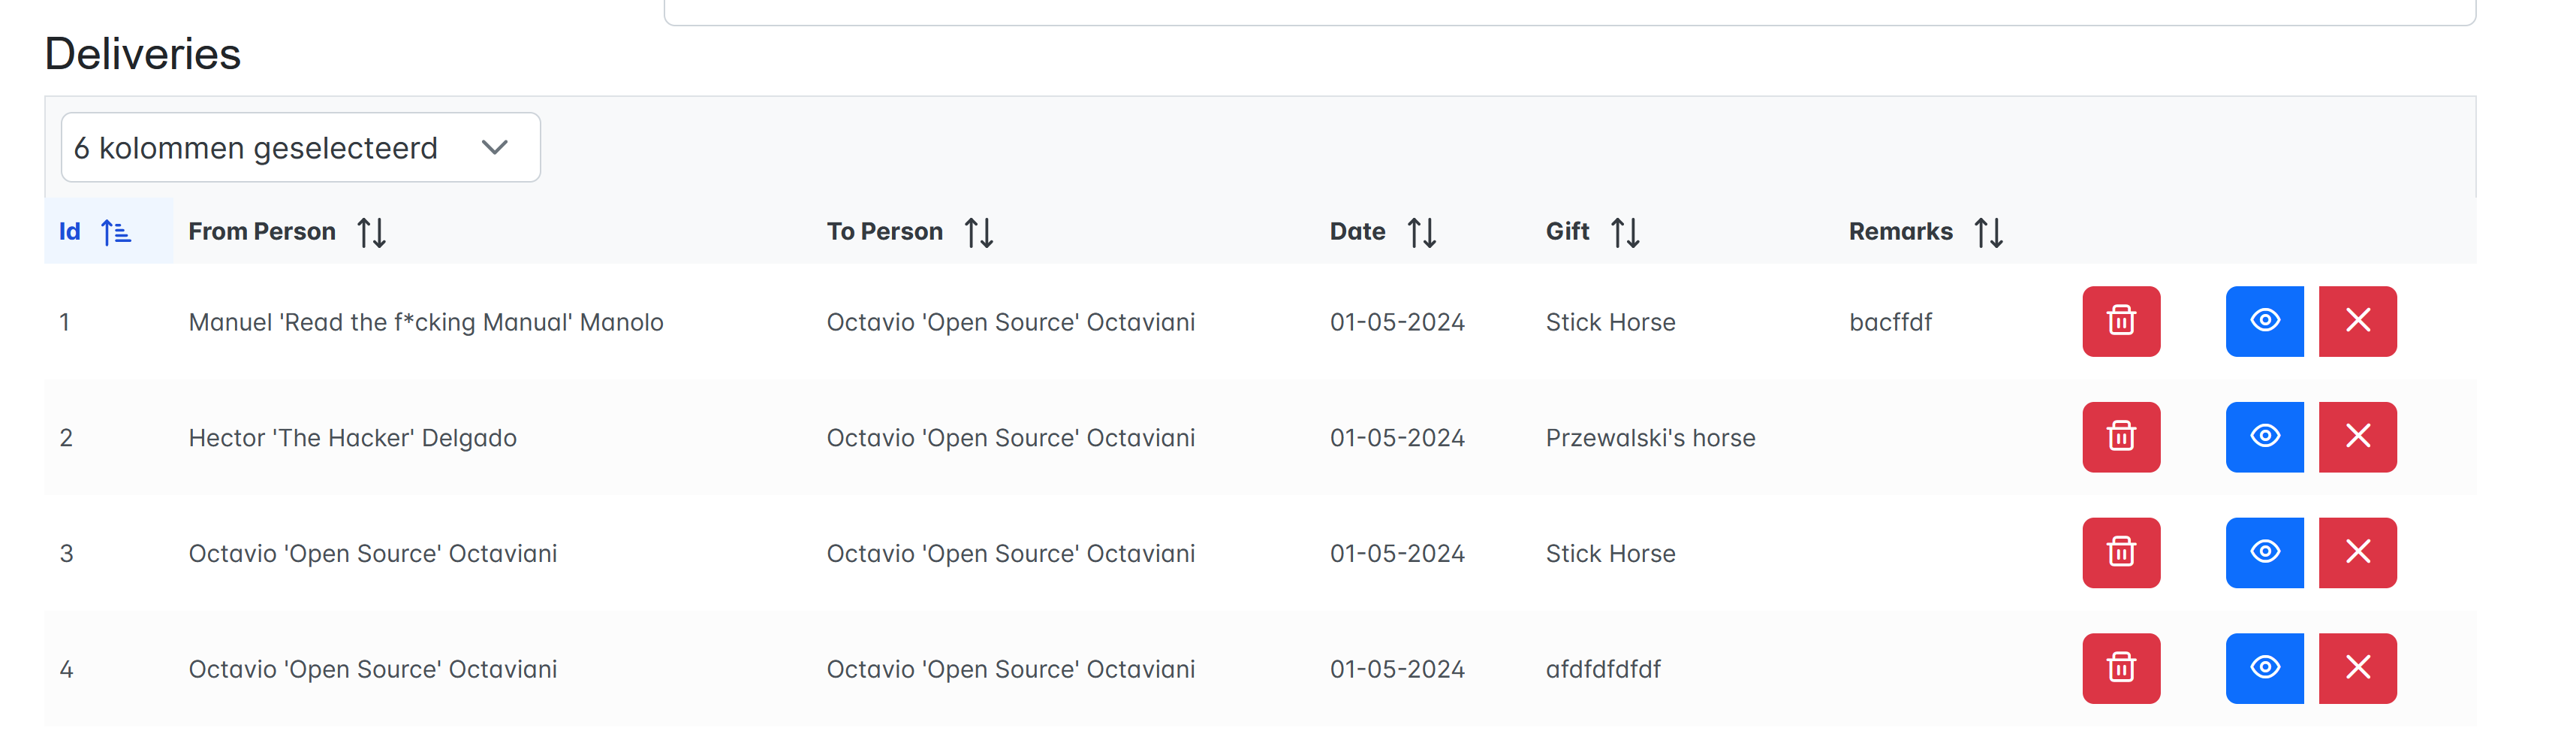 Deliveries
6 kolommen geselecteerd
Id From Person To Person Date Gift Remarks
1 Manuel 'Read the f*cking Manual' Manolo Octavio 'Open Source' Octaviani 01-05-2024 Stick Horse bacffdf
2 Hector 'The Hacker' Delgado Octavio 'Open Source' Octaviani 01-05-2024 Przewalski's horse
3 Octavio 'Open Source' Octaviani Octavio 'Open Source' Octaviani 01-05-2024 Stick Horse
4 Octavio 'Open Source' Octaviani Octavio 'Open Source' Octaviani 01-05-2024 afdfdfdfdf